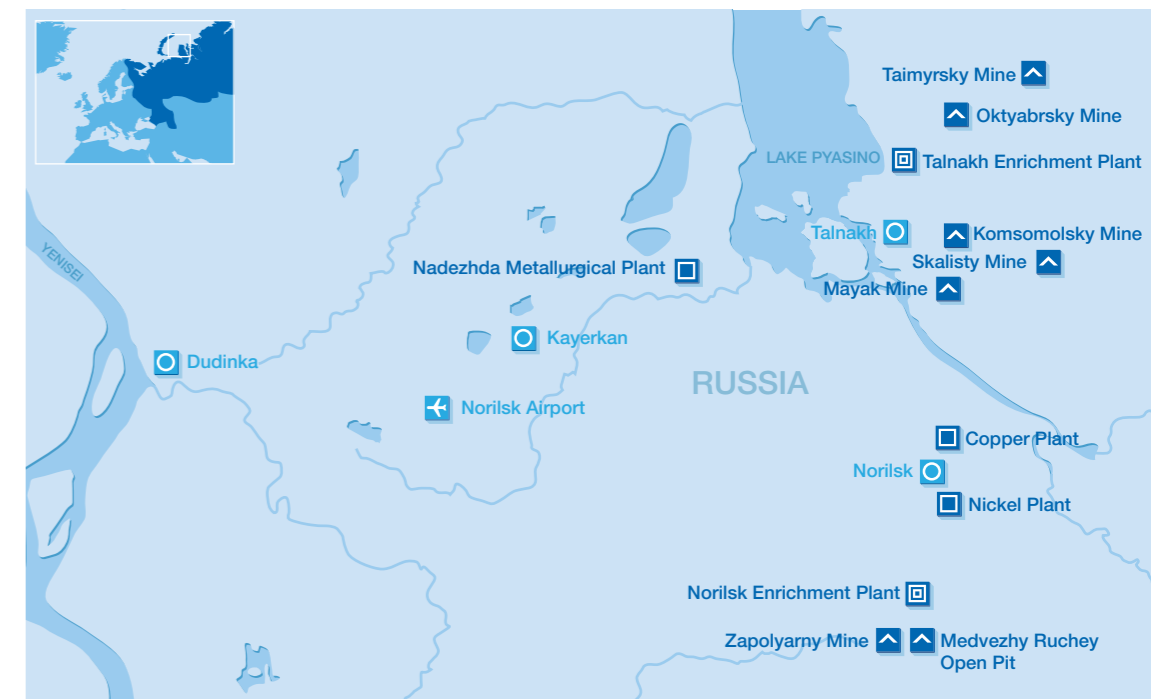 Taimyrsky Mine
Oktyabrsky Mine
LAKE PYASINO
Talnakh Enrichment Plant
Talnakh
Komsomolsky Mine
YENISEI
Skalisty Mine
Nadezhda Metallurgical Plant
Mayak Mine
Kayerkan
Dudinka
RUSSIA
Norilsk Airport
Copper Plant
Norilsk
Nickel Plant
Norilsk Enrichment Plant
Zapolyarny Mine
Medvezhy Ruchey
Open Pit